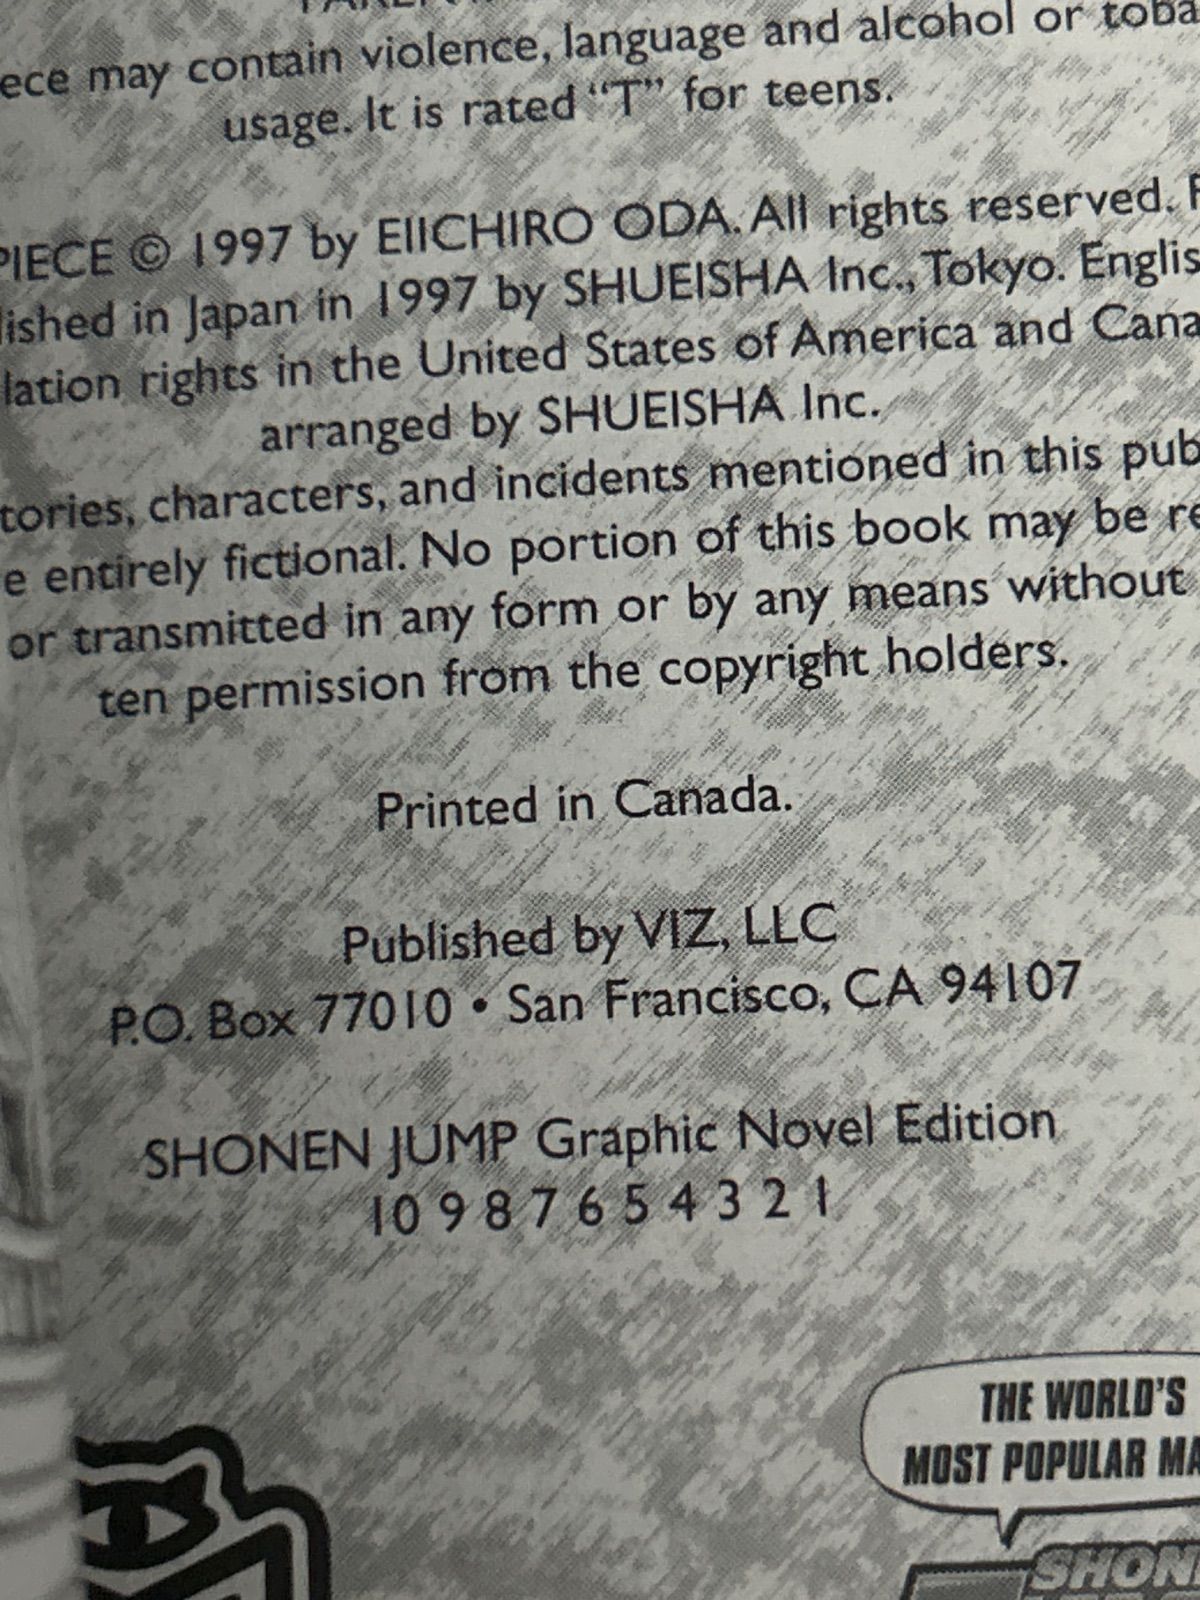 ece may contain violence, language and alcohol or toba
usage. It is rated “T” for teens.
PIECE © 1997 by EIICHIRO ODA. All rights reserved. F
lished in Japan in 1997 by SHUEISHA Inc., Tokyo. Englis
lation rights in the United States of America and Cana
arranged by SHUEISHA Inc.
tories, characters, and incidents mentioned in this pub
e entirely fictional. No portion of this book may be re
or transmitted in any form or by any means without
ten permission from the copyright holders.
Printed in Canada.
Published by VIZ, LLC
P.O. Box 77010 • San Francisco, CA 94107
SHONEN JUMP Graphic Novel Edition
10 9 8 7 6 5 4 3 2 1
THE WORLD'S
MOST POPULAR MA
SHON